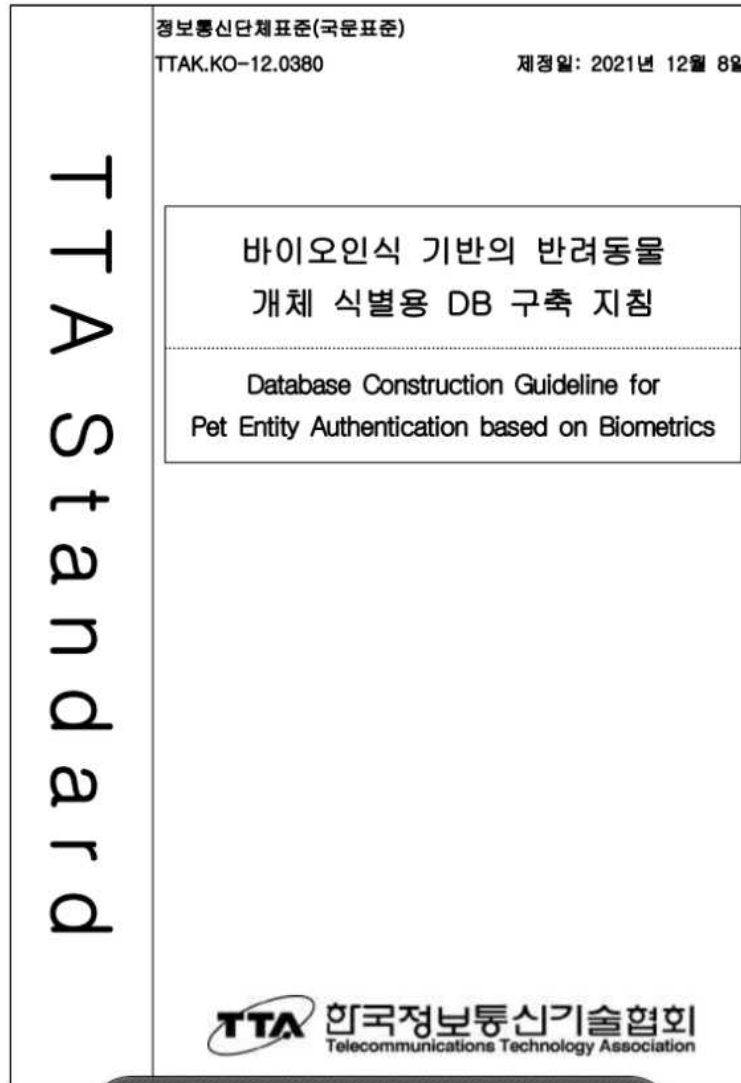 정보통신단체표준(국문표준)
TTAK.KO-12.0380 제정일: 2021년 12월 8일
TTA Standard
바이오인식 기반의 반려동물
개체 식별용 DB 구축 지침
Database Construction Guideline for
Pet Entity Authentication based on Biometrics
TTA 한국정보통신기술협회
Telecommunications Technology Association